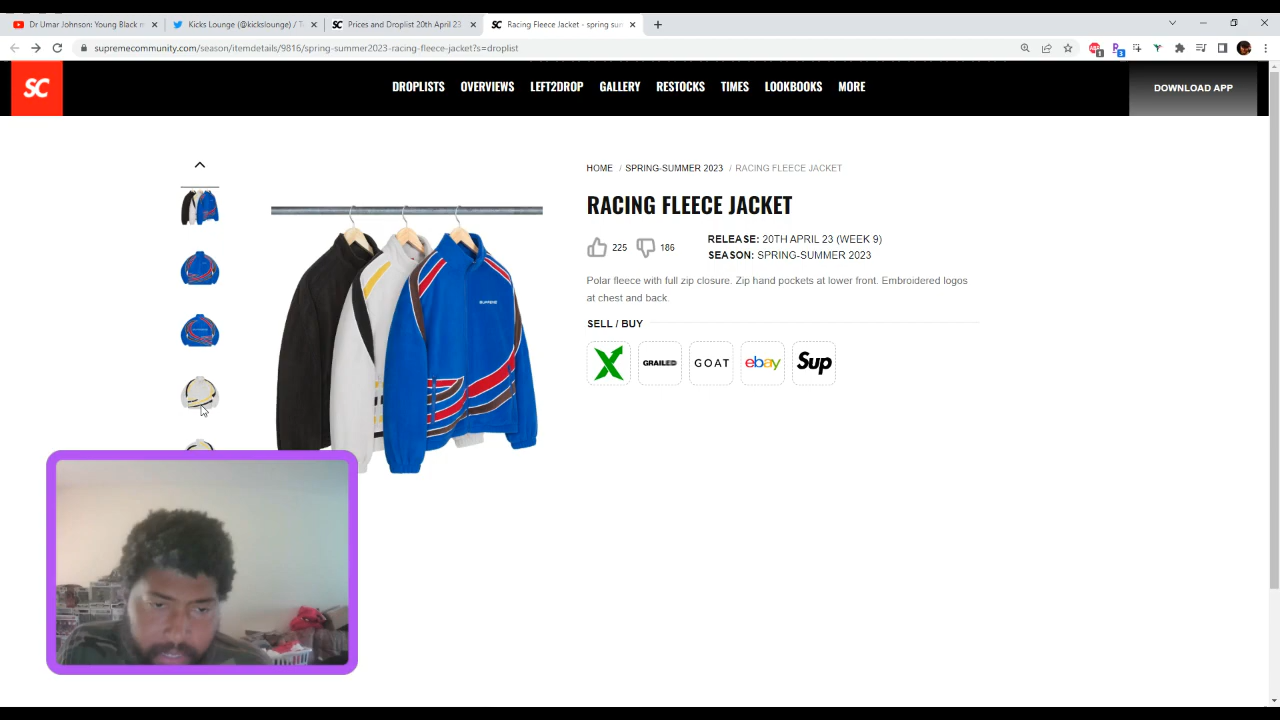 Dr Umar Johnson: Young Black m
Kicks Lounge (@kickslounge) / T
Prices and Droplist 20th April 23
Racing Fleece Jacket - spring sum
supremecommunity.com/season/itemdetails/9816/spring-summer2023-racing-fleece-jacket?s=droplist
SC
DROPLISTS OVERVIEWS LEFT2DROP GALLERY RESTOCKS TIMES LOOKBOOKS MORE
DOWNLOAD APP
HOME / SPRING-SUMMER 2023 / RACING FLEECE JACKET
RACING FLEECE JACKET
225 186
RELEASE: 20TH APRIL 23 (WEEK 9)
SEASON: SPRING-SUMMER 2023
Polar fleece with full zip closure. Zip hand pockets at lower front. Embroidered logos
at chest and back.
SELL / BUY
GRAILED GOAT ebay Sup
SUPREME